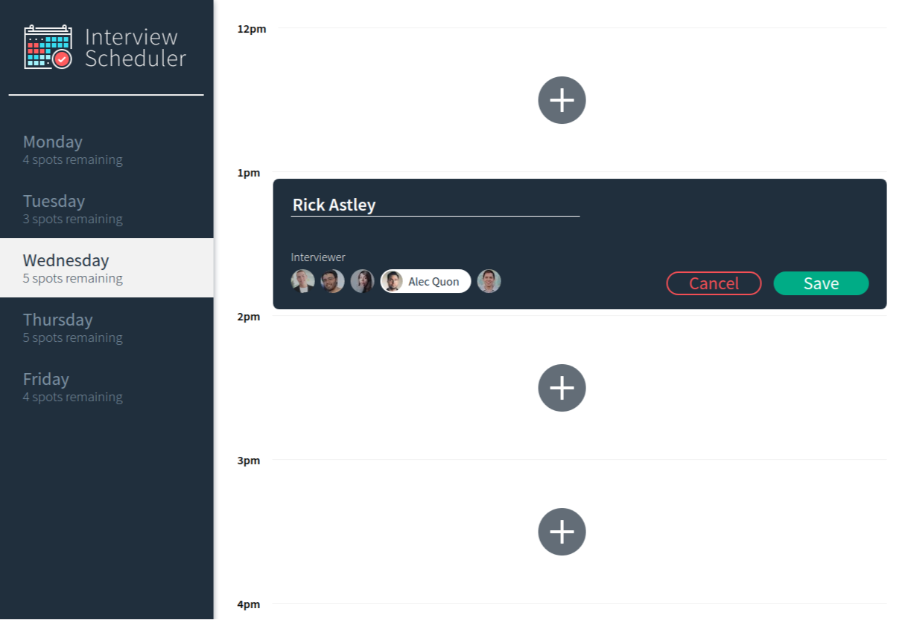 Interview
Scheduler
Monday
4 spots remaining
Tuesday
3 spots remaining
Wednesday
5 spots remaining
Thursday
5 spots remaining
Friday
4 spots remaining
12pm
1pm
Rick Astley
Interviewer
Alec Quon
Cancel
Save
2pm
3pm
4pm